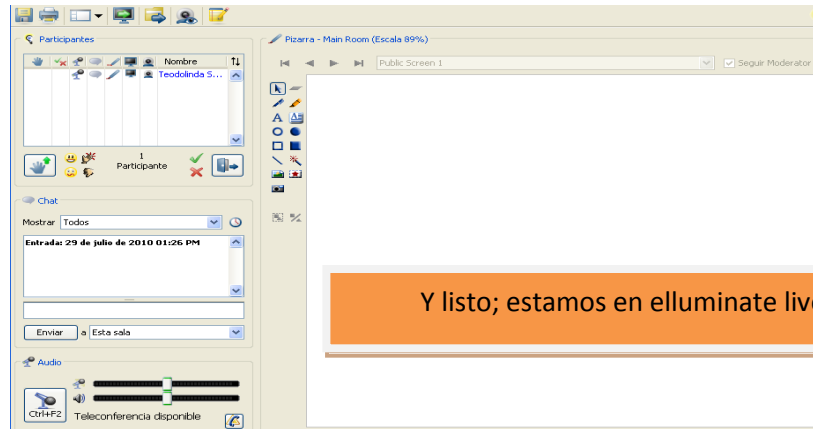 Participantes
Nombre
Teodolinda S...
1
Participante
Chat
Mostrar Todos
Entrada: 29 de julio de 2010 01:26 PM
Enviar a Esta sala
Audio
Ctrl+F2
Teleconferencia disponible
Pizarra - Main Room (Escala 89%)
Public Screen 1
Seguir Moderator
A A
Y listo; estamos en elluminate liv